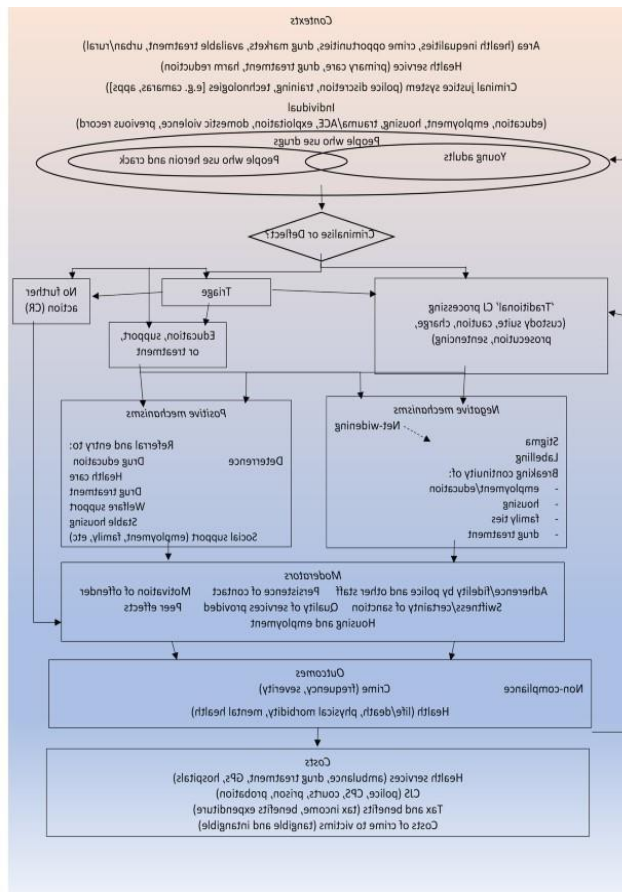 Contexts
Area (health inequalities, crime opportunities, drug markets, available treatment, urban/rural)
Health service (primary care, drug treatment, harm reduction)
Criminal justice system (police discretion, training, technologies [e.g. camaras, apps])
Individual
(education, employment, housing, trauma/ACE, exploitation, domestic violence, previous record)
People who use drugs
Young adults
People who use heroin and crack
Criminalise or Deflect?
'Traditional' CJ processing
(custody suite, caution, charge,
prosecution, sentencing)
Triage
No further
action (CR)
Education, support,
or treatment
Negative mechanisms
Net-widening
Stigma
Labelling
Breaking continuity of:
- employment/education
- housing
- family ties
- drug treatment
Positive mechanisms
Deterrence
Referral and entry to:
Drug education
Health care
Drug treatment
Welfare support
Stable housing
Social support (employment, family, etc)
Moderators
Adherence/fidelity by police and other staff Persistence of contact Motivation of offender
Swiftness/certainty of sanction Quality of services provided Peer effects
Housing and employment
Outcomes
Non-compliance Crime (frequency, severity)
Health (life/death, physical morbidity, mental health)
Costs
Health services (ambulance, drug treatment, GPs, hospitals)
CJS (police, CPS, courts, prison, probation)
Tax and benefits (tax income, benefits expenditure)
Costs of crime to victims (tangible and intangible)